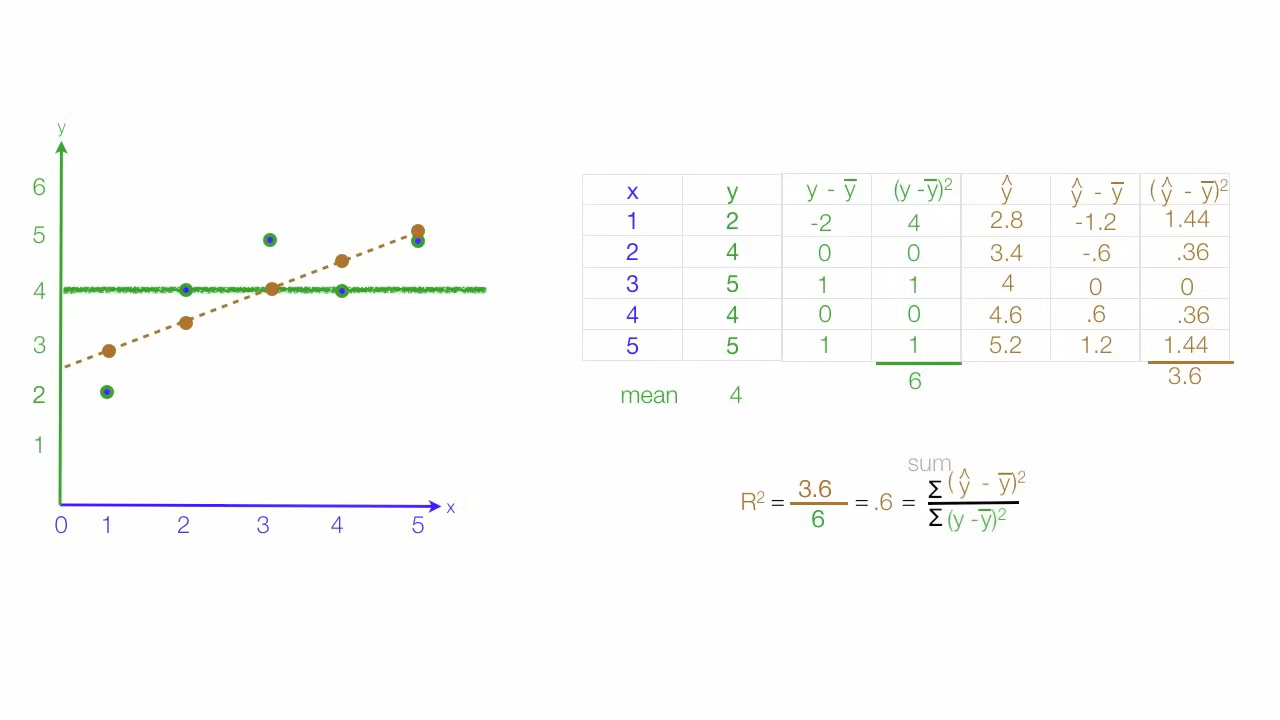 y
6
5
4
3
2
1
0 1 2 3 4 5 x
x y y - y̅ (y - y̅)² ŷ ŷ - y̅ (ŷ - y̅)²
1 2 -2 4 2.8 -1.2 1.44
2 4 0 0 3.4 -.6 .36
3 5 1 1 4 0 0
4 4 0 0 4.6 .6 .36
5 5 1 1 5.2 1.2 1.44
mean 4 6 3.6
sum
R² = 3.6 / 6 = .6 = Σ (ŷ - y̅)² / Σ (y - y̅)²